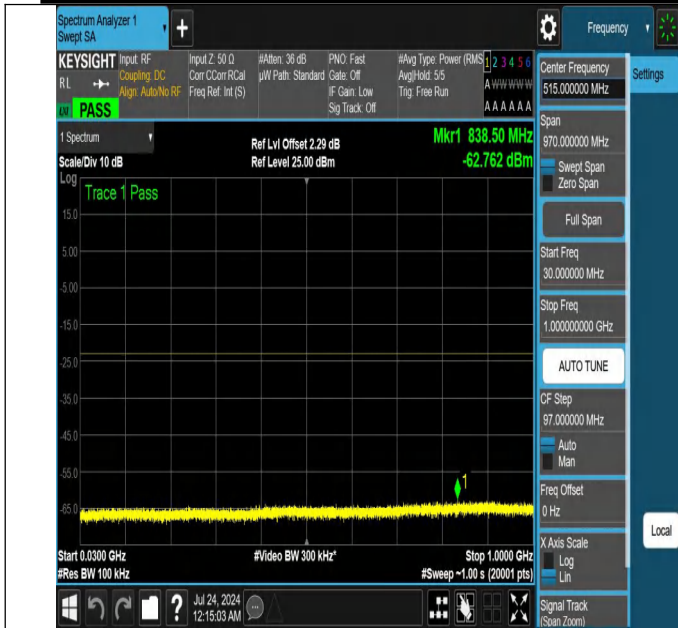 Spectrum Analyzer 1
Swept SA
+
Frequency
KEYSIGHT
RL
PASS
Input: RF
Coupling: DC
Align: Auto/No RF
Input Z: 50 Ω
Corr CCorr RCal
Freq Ref: Int (S)
#Atten: 36 dB
µW Path: Standard
PNO: Fast
Gate: Off
IF Gain: Low
Sig Track: Off
#Avg Type: Power (RMS
Avg|Hold: 5/5
Trig: Free Run
1 2 3 4 5 6
A W W W W W
A A A A A A
1 Spectrum
Scale/Div 10 dB
Ref Lvl Offset 2.29 dB
Ref Level 25.00 dBm
Mkr1 838.50 MHz
-62.762 dBm
Log
Trace 1 Pass
15.0
5.00
-5.00
-15.0
-25.0
-35.0
-45.0
-55.0
-65.0
1
Start 0.0300 GHz
#Res BW 100 kHz
#Video BW 300 kHz*
Stop 1.0000 GHz
#Sweep ~1.00 s (20001 pts)
Jul 24, 2024
12:15:03 AM
?
Center Frequency
515.000000 MHz
Settings
Span
970.000000 MHz
Swept Span
Zero Span
Full Span
Start Freq
30.000000 MHz
Stop Freq
1.000000000 GHz
AUTO TUNE
CF Step
97.000000 MHz
Auto
Man
Freq Offset
0 Hz
Local
X Axis Scale
Log
Lin
Signal Track
(Span Zoom)